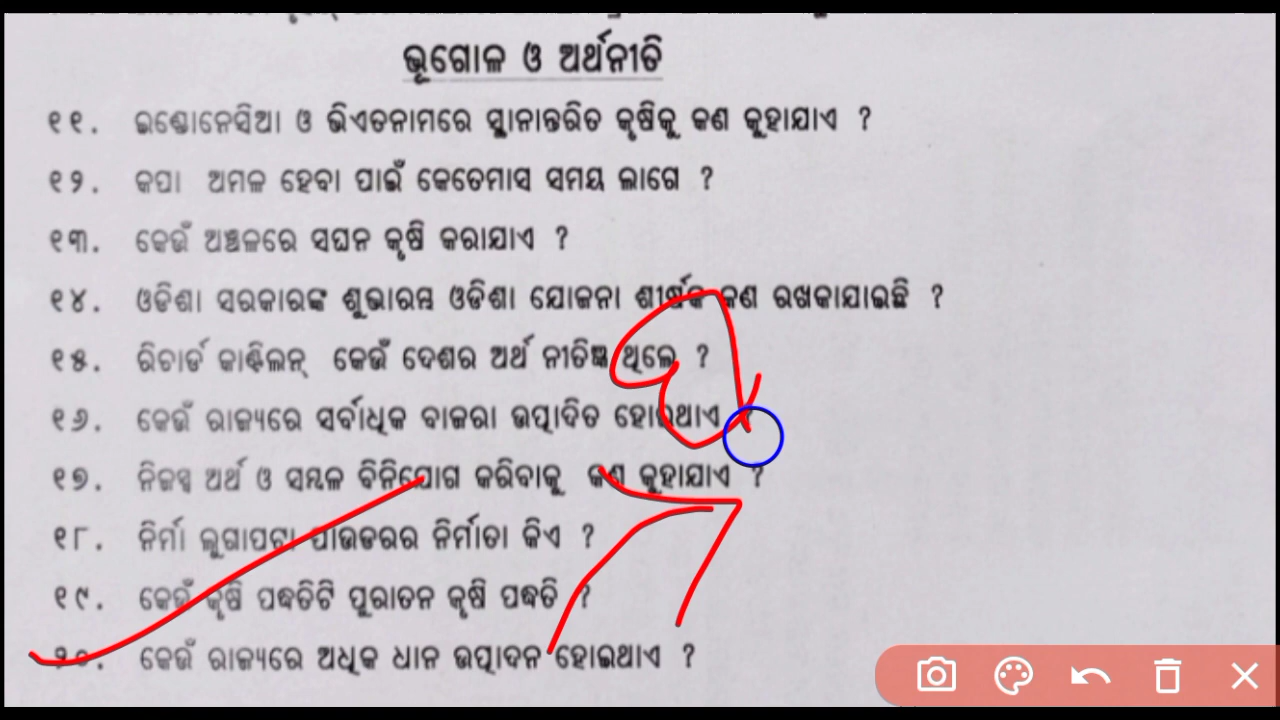 ଭୂଗୋଳ ଓ ଅର୍ଥନୀତି
୧୧. ଇଣ୍ଡୋନେସିଆ ଓ ଭିଏତନାମରେ ସ୍ଥାନାନ୍ତରିତ କୃଷିକୁ କଣ କୁହାଯାଏ ?
୧୨. କପା ଅମଳ ହେବା ପାଇଁ କେତେମାସ ସମୟ ଲାଗେ ?
୧୩. କେଉଁ ଅଞ୍ଚଳରେ ସଘନ କୃଷି କରାଯାଏ ?
୧୪. ଓଡିଶା ସରକାରଙ୍କ ଶୁଭାରମ୍ଭ ଓଡିଶା ଯୋଜନା ଶୀର୍ଷକ କଣ ରଖକାଯାଇଛି ?
୧୫. ରିଚାର୍ଡ କାଣ୍ଟିଲନ୍ କେଉଁ ଦେଶର ଅର୍ଥ ନୀତିଜ୍ଞ ଥିଲେ ?
୧୬. କେଉଁ ରାଜ୍ୟରେ ସର୍ବାଧିକ ବାଜରା ଉତ୍ପାଦିତ ହୋଇଥାଏ ?
୧୭. ନିଜସ୍ୱ ଅର୍ଥ ଓ ସମ୍ବଳ ବିନିଯୋଗ କରିବାକୁ କଣ କୁହାଯାଏ ?
୧୮. ନିର୍ମା ଲୁଗାପଟା ପାଉଡରର ନିର୍ମାତା କିଏ ?
୧୯. କେଉଁ କୃଷି ପଦ୍ଧତିଟି ପୁରାତନ କୃଷି ପଦ୍ଧତି ?
୨୦. କେଉଁ ରାଜ୍ୟରେ ଅଧିକ ଧାନ ଉତ୍ପାଦନ ହୋଇଥାଏ ?